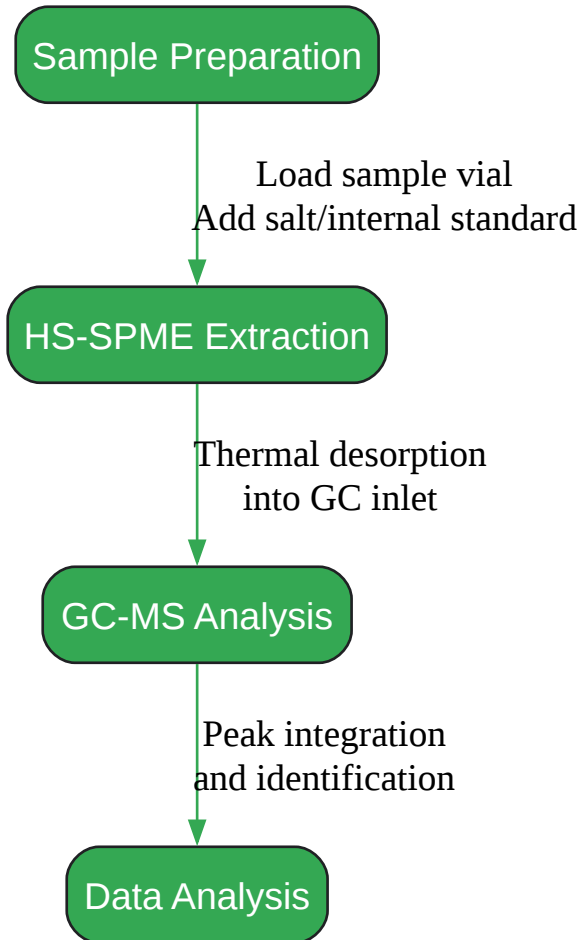 Sample Preparation
Load sample vial
Add salt/internal standard
HS-SPME Extraction
Thermal desorption
into GC inlet
GC-MS Analysis
Peak integration
and identification
Data Analysis